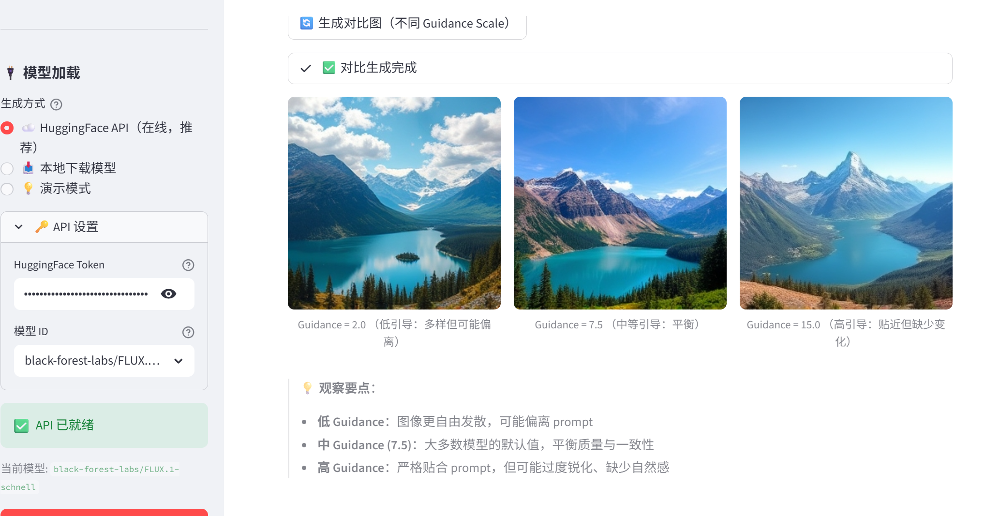 模型加载
生成方式
HuggingFace API（在线，推
荐）
本地下载模型
演示模式
API 设置
HuggingFace Token
模型 ID
black-forest-labs/FLUX....
API 已就绪
当前模型: black-forest-labs/FLUX.1-
schnell
生成对比图（不同 Guidance Scale）
对比生成完成
Guidance = 2.0 （低引导：多样但可能偏
离）
Guidance = 7.5 （中等引导：平衡）
Guidance = 15.0 （高引导：贴近但缺少变
化）
观察要点：
低 Guidance：图像更自由发散，可能偏离 prompt
中 Guidance (7.5)：大多数模型的默认值，平衡质量与一致性
高 Guidance：严格贴合 prompt，但可能过度锐化、缺少自然感